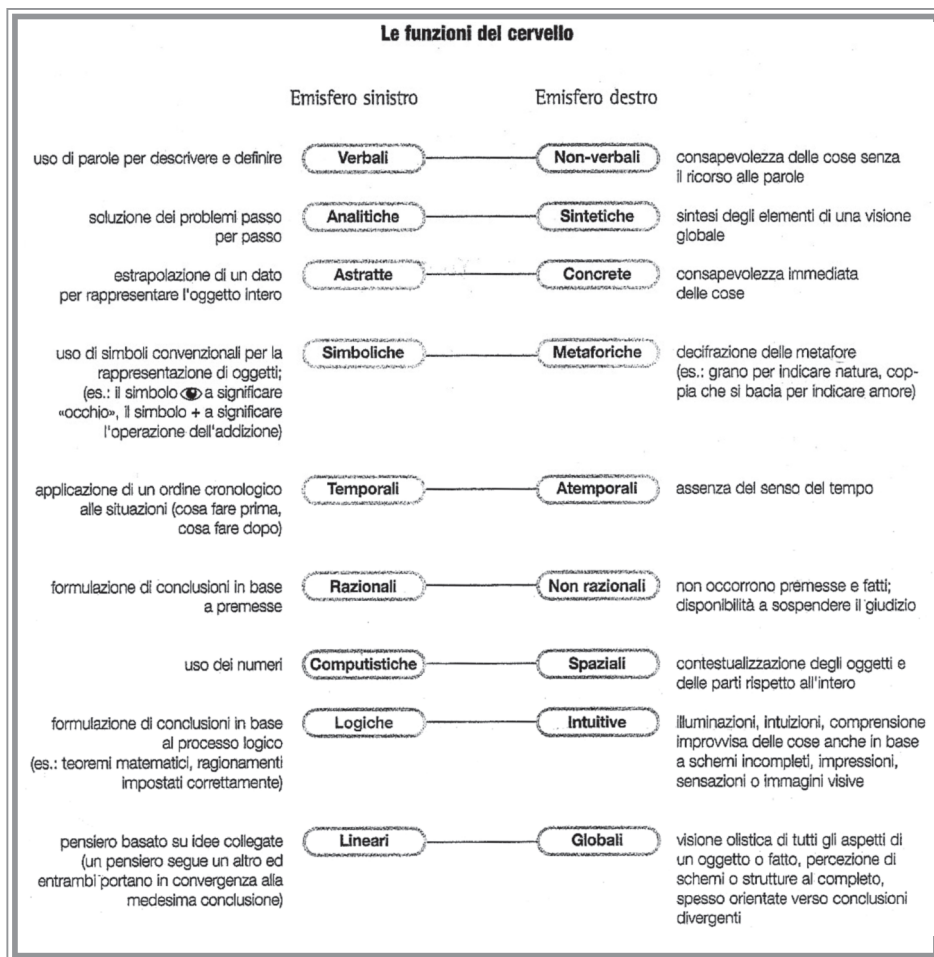 Le funzioni del cervello
Emisfero sinistro Emisfero destro
uso di parole per descrivere e definire Verbali Non-verbali consapevolezza delle cose senza
il ricorso alle parole
soluzione dei problemi passo Analitiche Sintetiche sintesi degli elementi di una visione
per passo globale
estrapolazione di un dato Astratte Concrete consapevolezza immediata
per rappresentare l'oggetto intero delle cose
uso di simboli convenzionali per la Simboliche Metaforiche decifrazione delle metafore
rappresentazione di oggetti; (es.: grano per indicare natura, cop-
(es.: il simbolo a significare pia che si bacia per indicare amore)
«occhio», il simbolo + a significare
l'operazione dell'addizione)
applicazione di un ordine cronologico Temporali Atemporali assenza del senso del tempo
alle situazioni (cosa fare prima,
cosa fare dopo)
formulazione di conclusioni in base Razionali Non razionali non occorrono premesse e fatti;
a premesse disponibilità a sospendere il giudizio
uso dei numeri Computistiche Spaziali contestualizzazione degli oggetti e
delle parti rispetto all'intero
formulazione di conclusioni in base Logiche Intuitive illuminazioni, intuizioni, comprensione
al processo logico improvvisa delle cose anche in base
(es.: teoremi matematici, ragionamenti a schemi incompleti, impressioni,
impostati correttamente) sensazioni o immagini visive
pensiero basato su idee collegate Lineari Globali visione olistica di tutti gli aspetti di
(un pensiero segue un altro ed un oggetto o fatto, percezione di
entrambi portano in convergenza alla schemi o strutture al completo,
medesima conclusione) spesso orientate verso conclusioni
divergenti